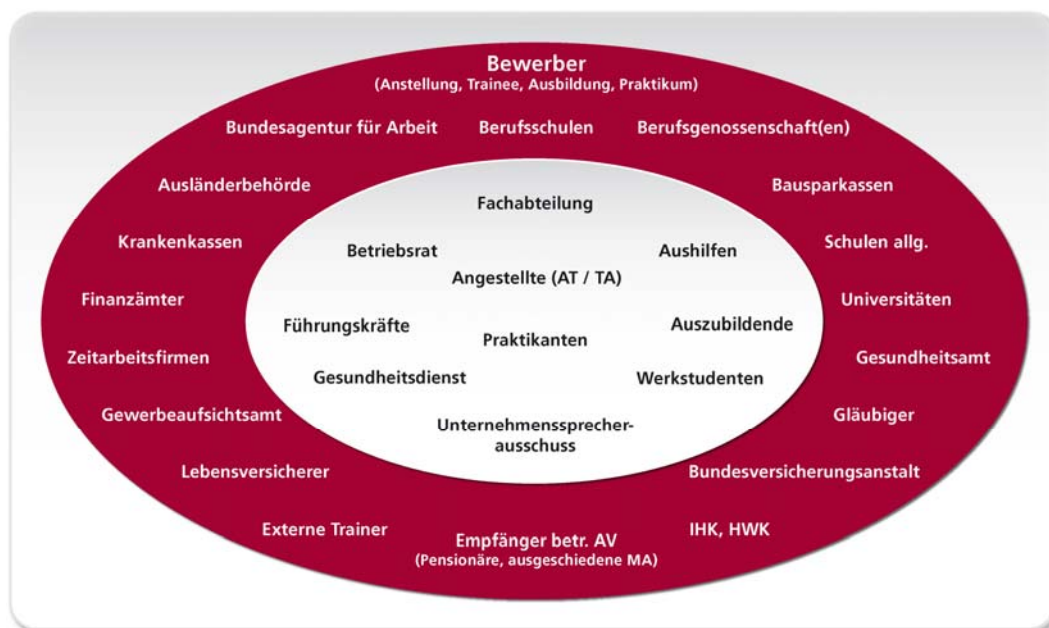 Bewerber
(Anstellung, Trainee, Ausbildung, Praktikum)
Bundesagentur für Arbeit
Berufsschulen
Berufsgenossenschaft(en)
Ausländerbehörde
Bausparkassen
Fachabteilung
Krankenkassen
Betriebsrat
Aushilfen
Schulen allg.
Angestellte (AT / TA)
Finanzämter
Universitäten
Führungskräfte
Praktikanten
Auszubildende
Zeitarbeitsfirmen
Gesundheitsamt
Gesundheitsdienst
Werkstudenten
Gewerbeaufsichtsamt
Gläubiger
Unternehmenssprecher-
ausschuss
Lebensversicherer
Bundesversicherungsanstalt
Externe Trainer
IHK, HWK
Empfänger betr. AV
(Pensionäre, ausgeschiedene MA)